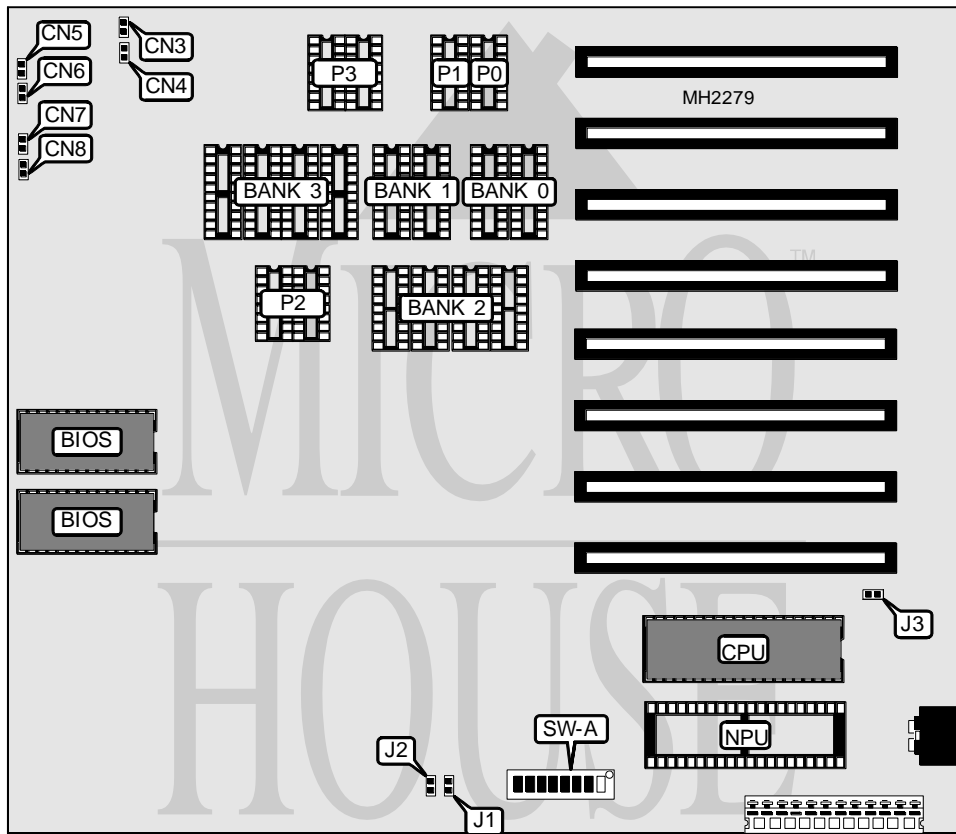 CN5
CN3
CN6
CN4
CN7
CN8
P3
P1
P0
MH2279
BANK 3
BANK 1
BANK 0
P2
BANK 2
MICRO
TM
HOUSE
BIOS
BIOS
J3
CPU
SW-A
NPU
J2
J1